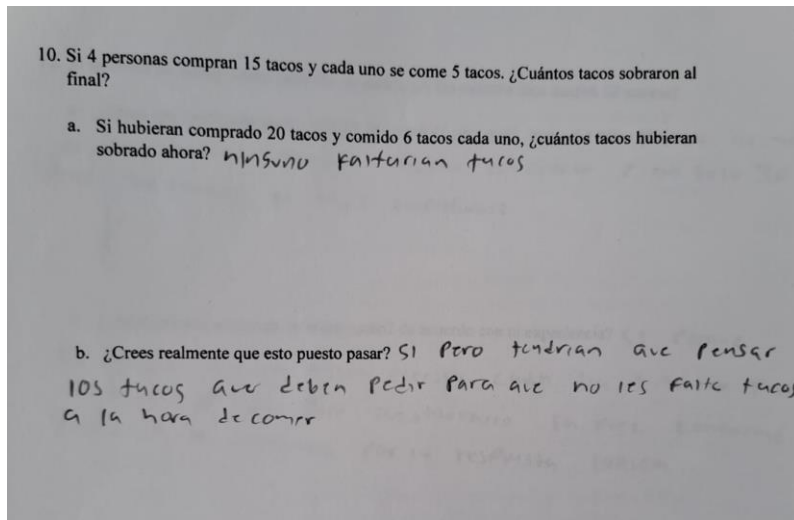 10. Si 4 personas compran 15 tacos y cada uno se come 5 tacos. ¿Cuántos tacos sobraron al
final?
a. Si hubieran comprado 20 tacos y comido 6 tacos cada uno, ¿cuántos tacos hubieran
sobrado ahora? ninguno faltarian tacos
b. ¿Crees realmente que esto puesto pasar? SI Pero tendrian que Pensar
los tacos que deben Pedir Para que no les falte tacos
a la hora de comer